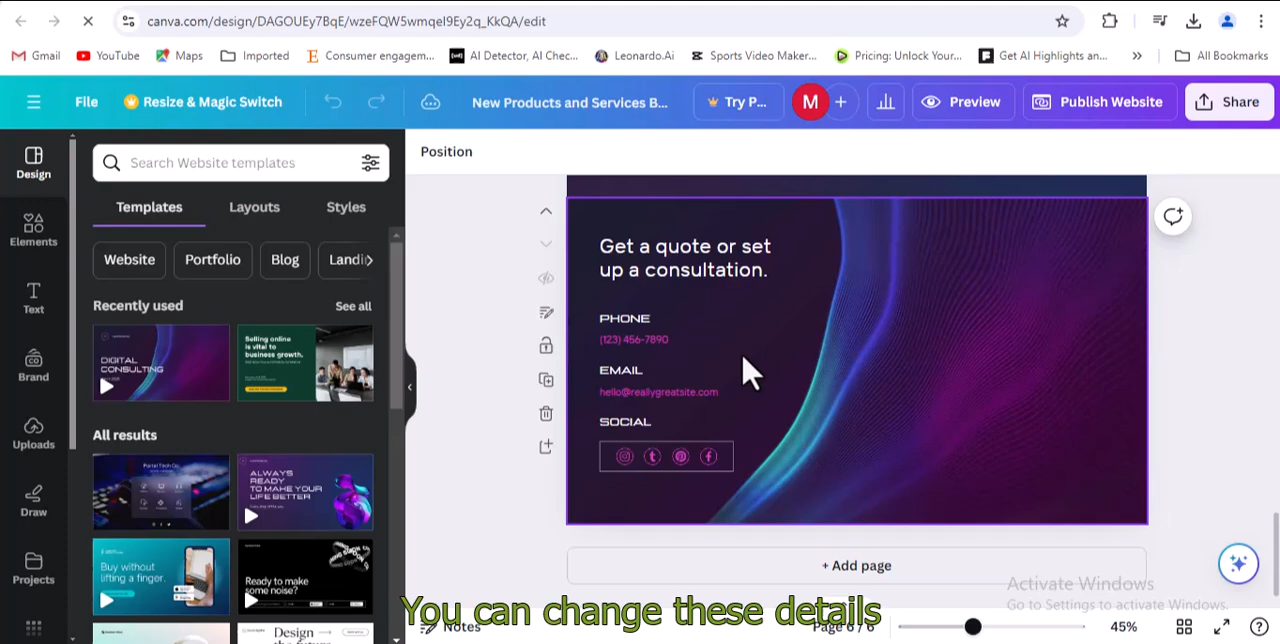 canva.com/design/DAGOUEy7BqE/wzeFQW5wmqel9Ey2q_KkQA/edit
Gmail YouTube Maps Imported Consumer engagem... AI Detector, AI Chec... Leonardo.Ai Sports Video Maker... Pricing: Unlock Your... Get AI Highlights an... All Bookmarks
File Resize & Magic Switch New Products and Services B... Try P... M Preview Publish Website Share
Design
Elements
Text
Brand
Uploads
Draw
Projects
Search Website templates
Templates Layouts Styles
Website Portfolio Blog Landi
Recently used See all
DIGITAL
CONSULTING
Selling online
is vital to
business growth.
All results
Portal Tech Co.
ALWAYS
READY
TO MAKE YOUR
LIFE BETTER
Buy without
lifting a finger.
Ready to make
some noise?
Design
Position
Get a quote or set
up a consultation.
PHONE
(123) 456-7890
EMAIL
hello@reallygreatsite.com
SOCIAL
+ Add page
Activate Windows
Go to Settings to activate Windows.
You can change these details
Notes Page 6 / 6 45%